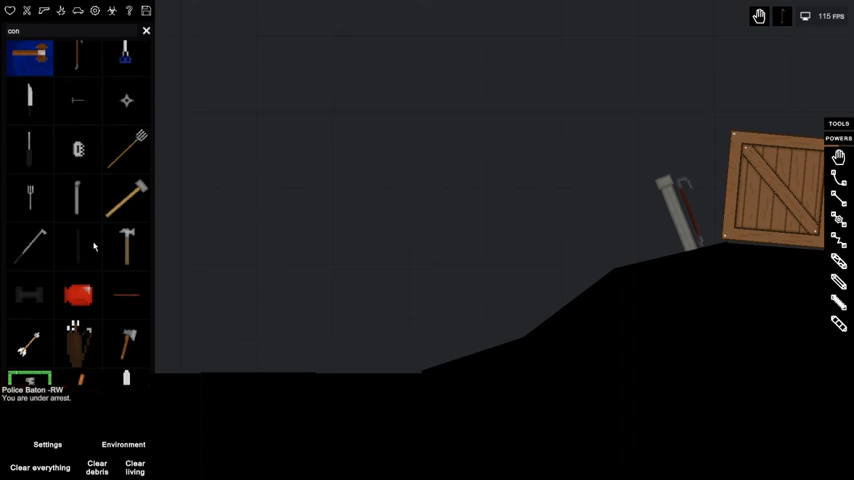 con
115 FPS
TOOLS
POWERS
Police Baton -RW
You are under arrest.
Settings
Environment
Clear everything
Clear debris
Clear living